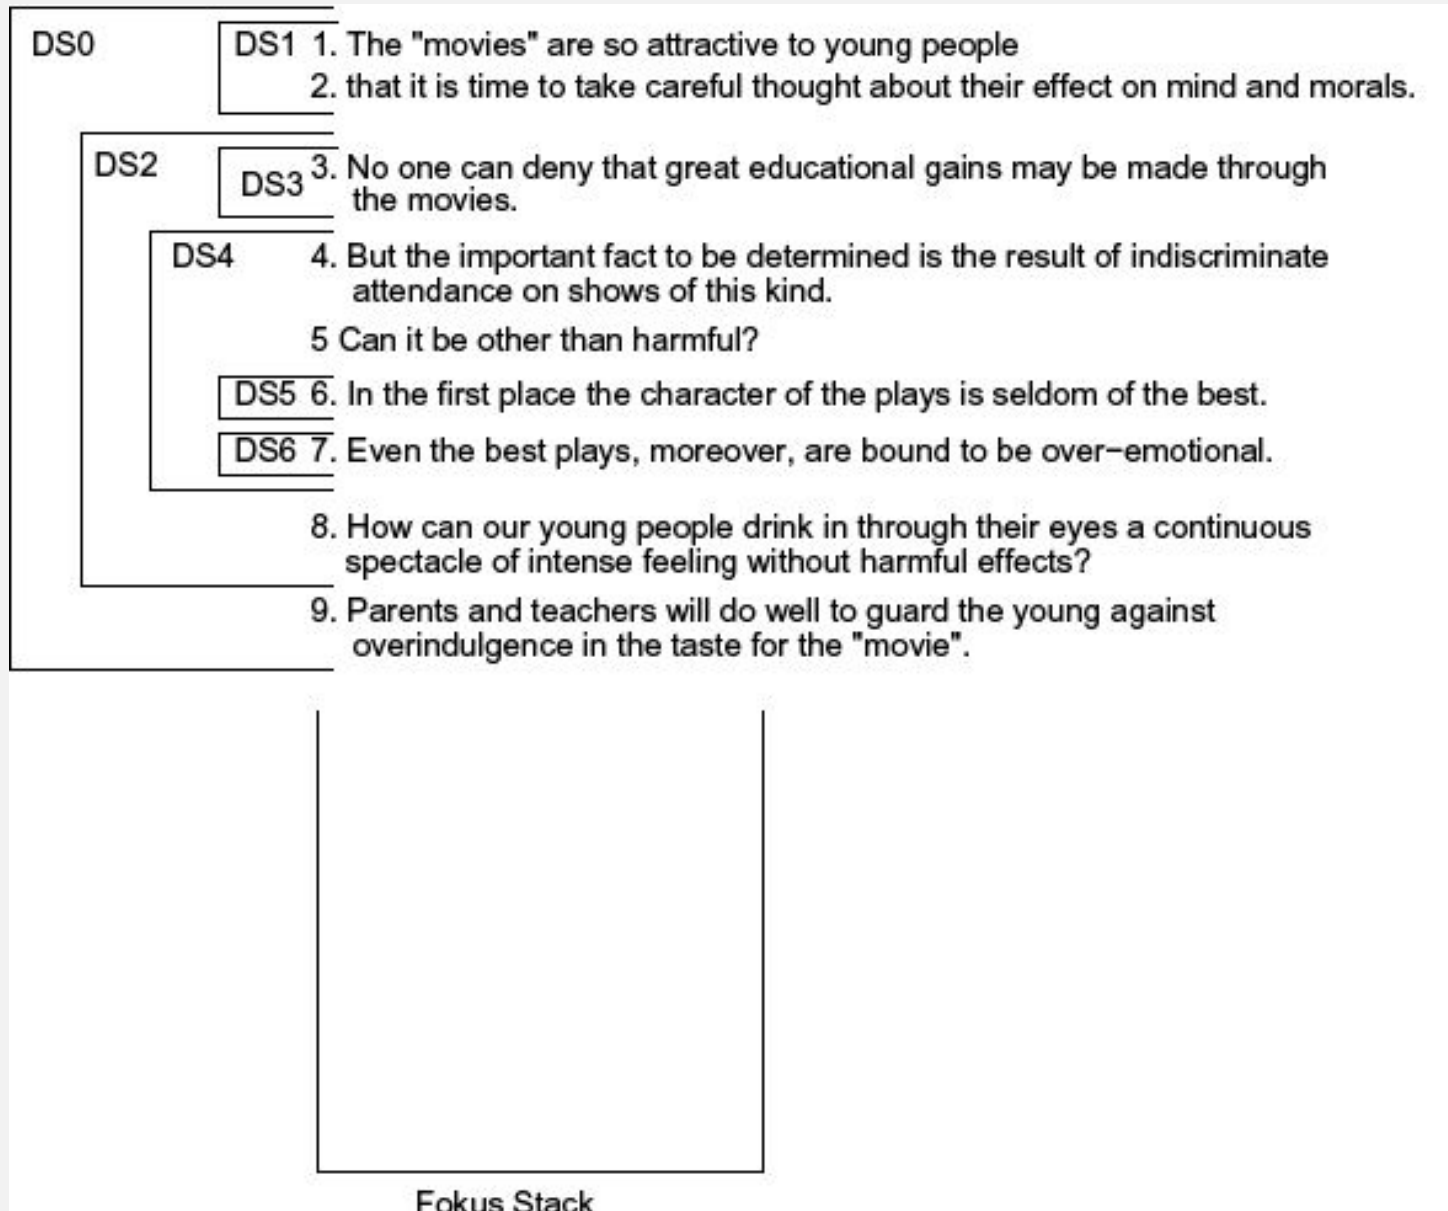 DS0 DS1 1. The "movies" are so attractive to young people
2. that it is time to take careful thought about their effect on mind and morals.
DS2 DS3 3. No one can deny that great educational gains may be made through
the movies.
DS4 4. But the important fact to be determined is the result of indiscriminate
attendance on shows of this kind.
5 Can it be other than harmful?
DS5 6. In the first place the character of the plays is seldom of the best.
DS6 7. Even the best plays, moreover, are bound to be over−emotional.
8. How can our young people drink in through their eyes a continuous
spectacle of intense feeling without harmful effects?
9. Parents and teachers will do well to guard the young against
overindulgence in the taste for the "movie".
Fokus Stack